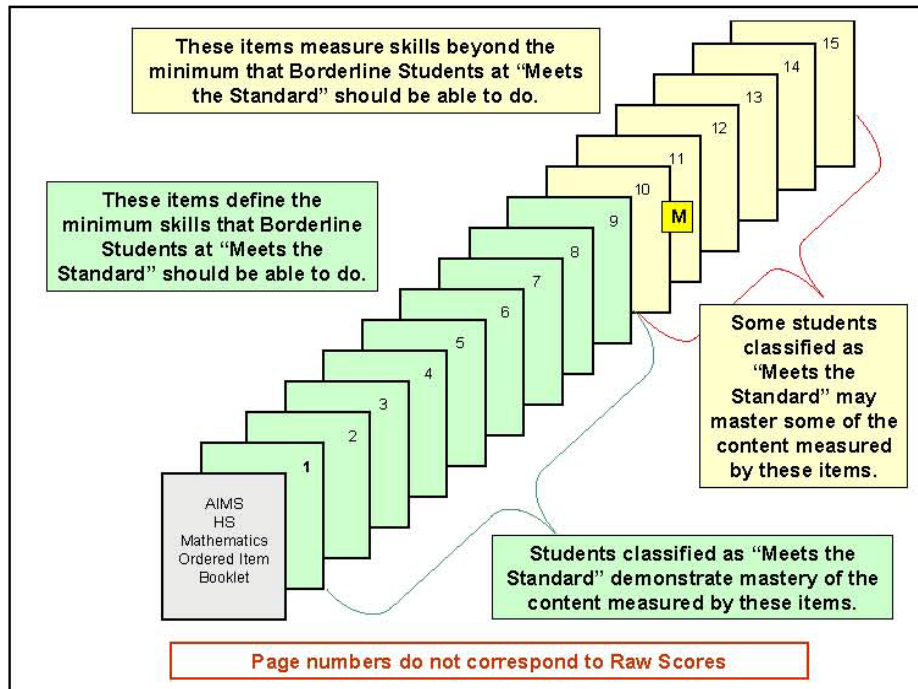 These items measure skills beyond the
minimum that Borderline Students at “Meets
the Standard” should be able to do.
15
14
13
12
11
10
M
These items define the
minimum skills that Borderline
Students at “Meets the
Standard” should be able to do.
9
8
7
6
5
4
3
2
1
Some students
classified as
“Meets the
Standard” may
master some of the
content measured
by these items.
AIMS
HS
Mathematics
Ordered Item
Booklet
Students classified as “Meets the
Standard” demonstrate mastery of the
content measured by these items.
Page numbers do not correspond to Raw Scores